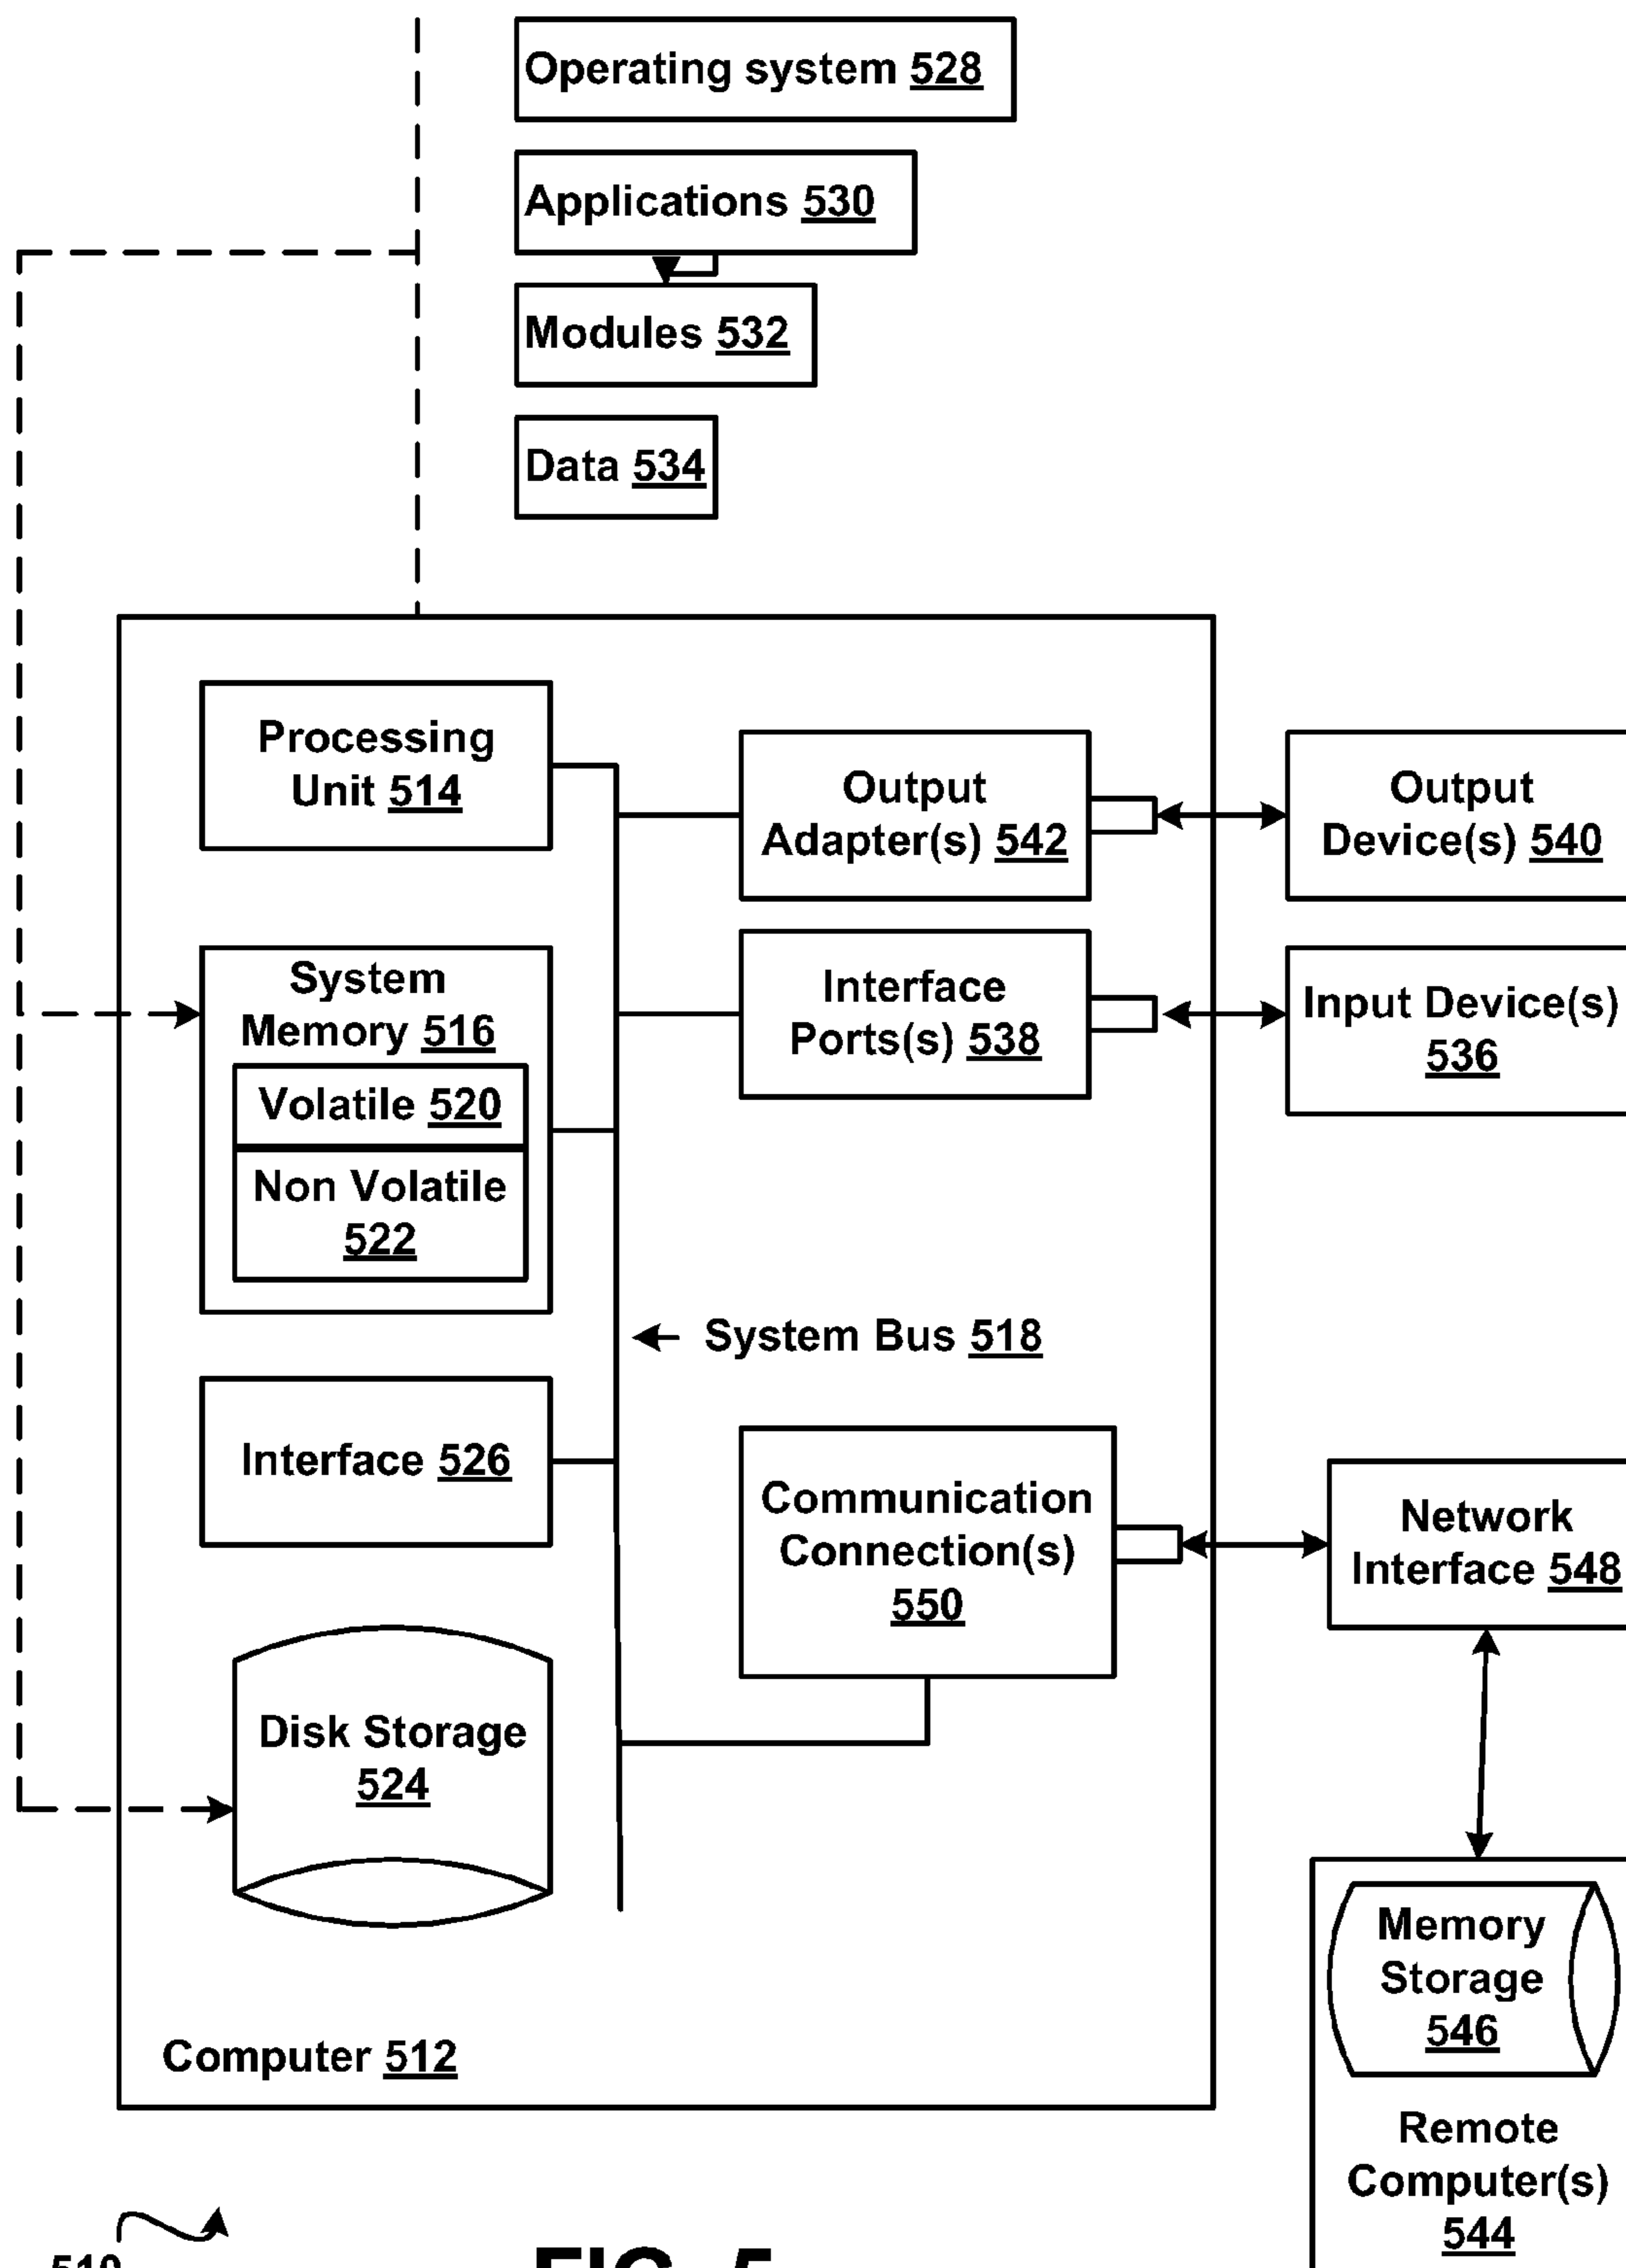 Operating system 528
Applications 530
Modules 532
Data 534
Processing
Unit 514
Output
Adapter(s) 542
Output
Device(s) 540
System
Memory 516
Volatile 520
Non Volatile
522
Interface
Ports(s) 538
Input Device(s)
536
System Bus 518
Interface 526
Communication
Connection(s)
550
Network
Interface 548
Disk Storage
524
Memory
Storage
546
Computer 512
Remote
Computer(s)
544
FIG. 5